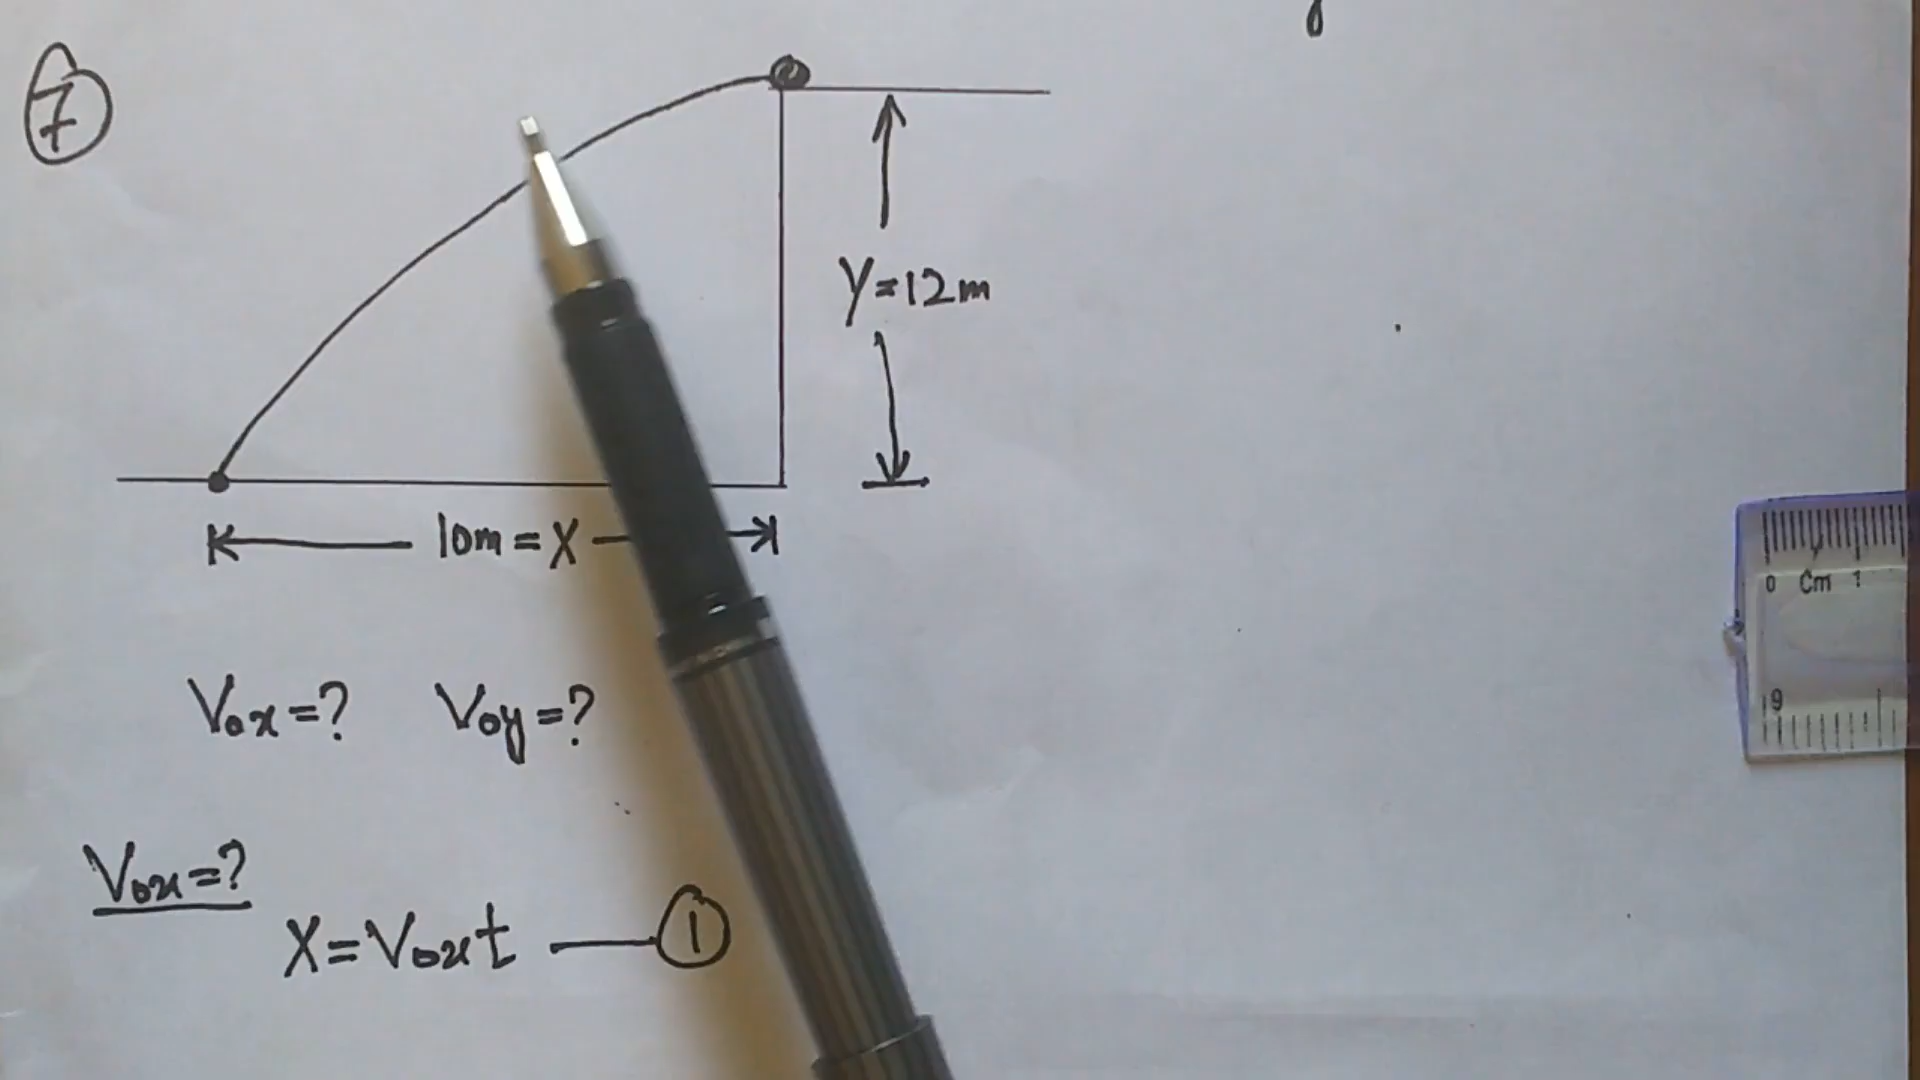 7
Y=12m
10m=X
Vox=? Voy=?
Vox=?
X=Voxt — 1
0 Cm 1
9